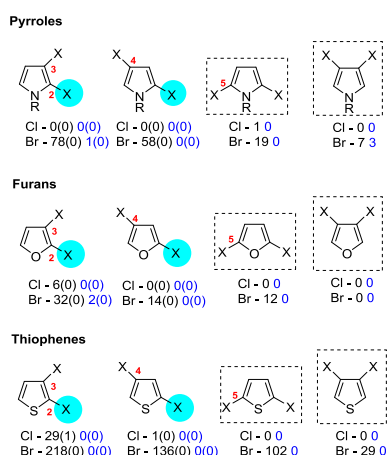 Pyrroles
X X X X
3 4 5
2 X N X X N X N
N R R R
R
Cl - 0(0) 0(0) Cl - 0(0) 0(0) Cl - 1 0 Cl - 0 0
Br - 78(0) 1(0) Br - 58(0) 0(0) Br - 19 0 Br - 7 3
Furans
X X X X
3 4 5
O 2 X O X X O X O
Cl - 6(0) 0(0) Cl - 0(0) 0(0) Cl - 0 0 Cl - 0 0
Br - 32(0) 2(0) Br - 14(0) 0(0) Br - 12 0 Br - 0 0
Thiophenes
X X X X
3 4 5
S 2 X S X X S X S
Cl - 29(1) 0(0) Cl - 1(0) 0(0) Cl - 0 0 Cl - 0 0
Br - 218(0) 0(0) Br - 136(0) 0(0) Br - 102 0 Br - 29 0